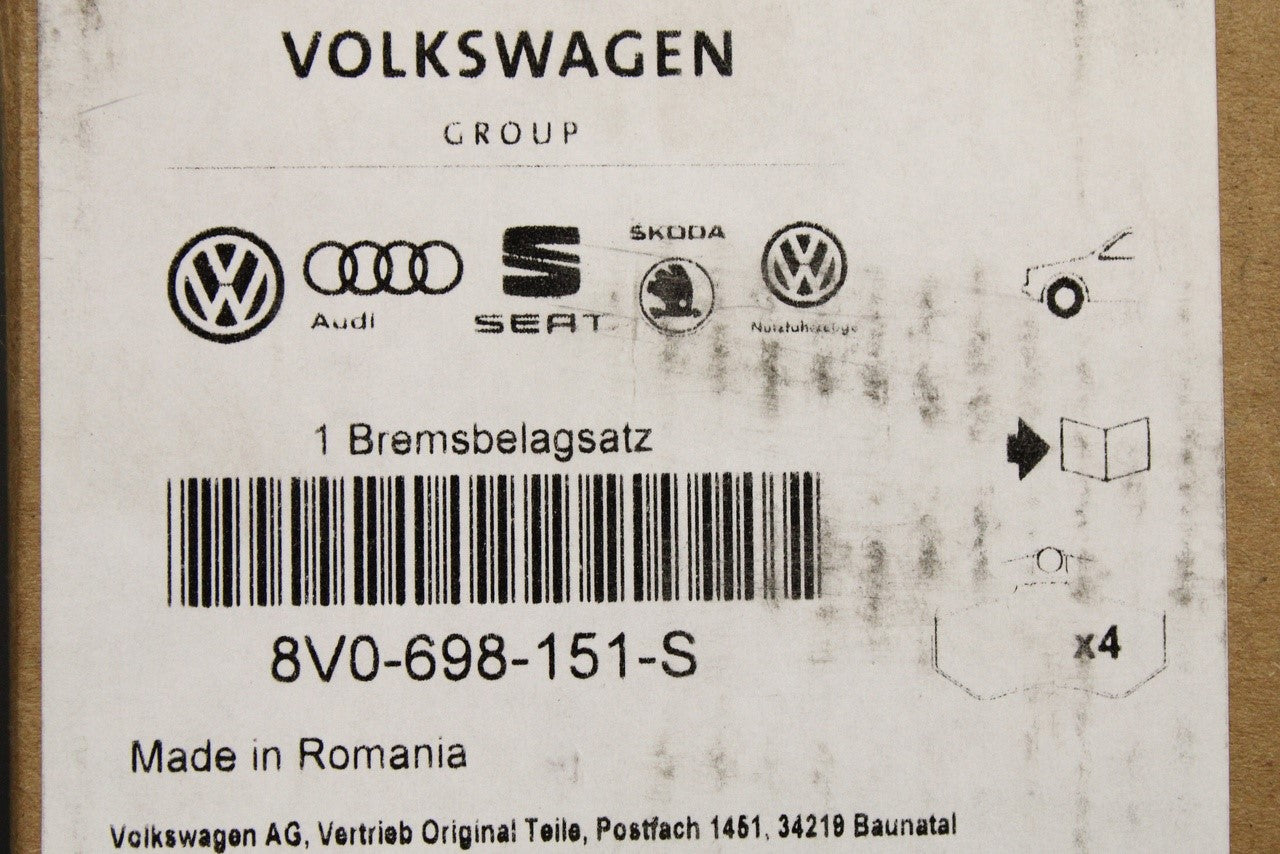 VOLKSWAGEN
GROUP
Audi
SEAT
ŠKODA
Nutzfahrzeuge
1 Bremsbelagsatz
8V0-698-151-S
x4
Made in Romania
Volkswagen AG, Vertrieb Original Teile, Postfach 1451, 34219 Baunatal